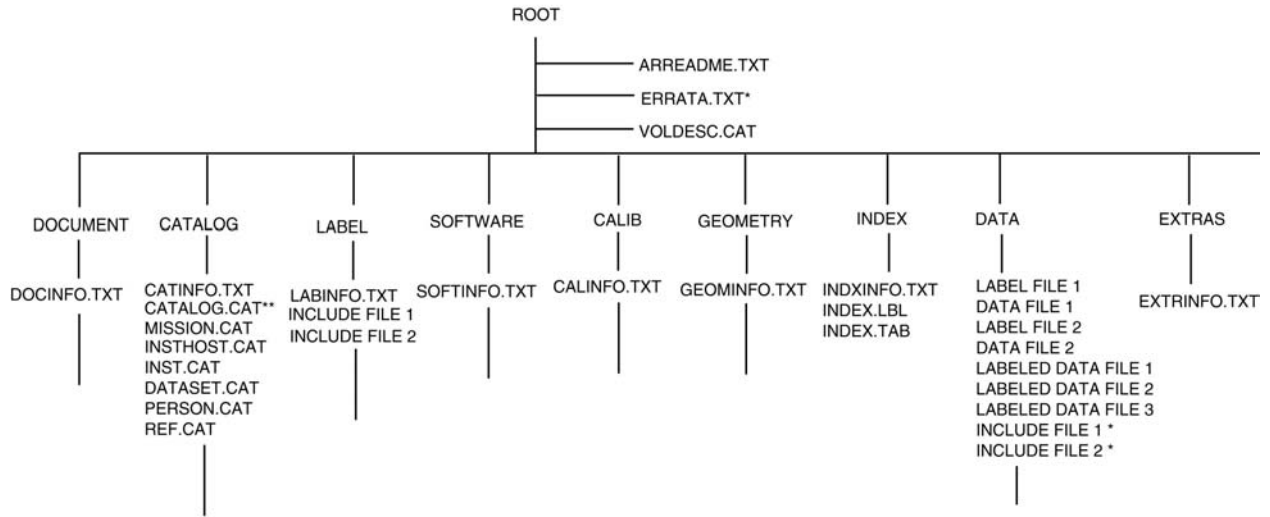 ROOT
ARREADME.TXT
ERRATA.TXT*
VOLDESC.CAT
DOCUMENT
DOCINFO.TXT
CATALOG
CATINFO.TXT
CATALOG.CAT**
MISSION.CAT
INSTHOST.CAT
INST.CAT
DATASET.CAT
PERSON.CAT
REF.CAT
LABEL
LABINFO.TXT
INCLUDE FILE 1
INCLUDE FILE 2
SOFTWARE
SOFTINFO.TXT
CALIB
CALINFO.TXT
GEOMETRY
GEOMINFO.TXT
INDEX
INDXINFO.TXT
INDEX.LBL
INDEX.TAB
DATA
LABEL FILE 1
DATA FILE 1
LABEL FILE 2
DATA FILE 2
LABELED DATA FILE 1
LABELED DATA FILE 2
LABELED DATA FILE 3
INCLUDE FILE 1 *
INCLUDE FILE 2 *
EXTRAS
EXTRINFO.TXT